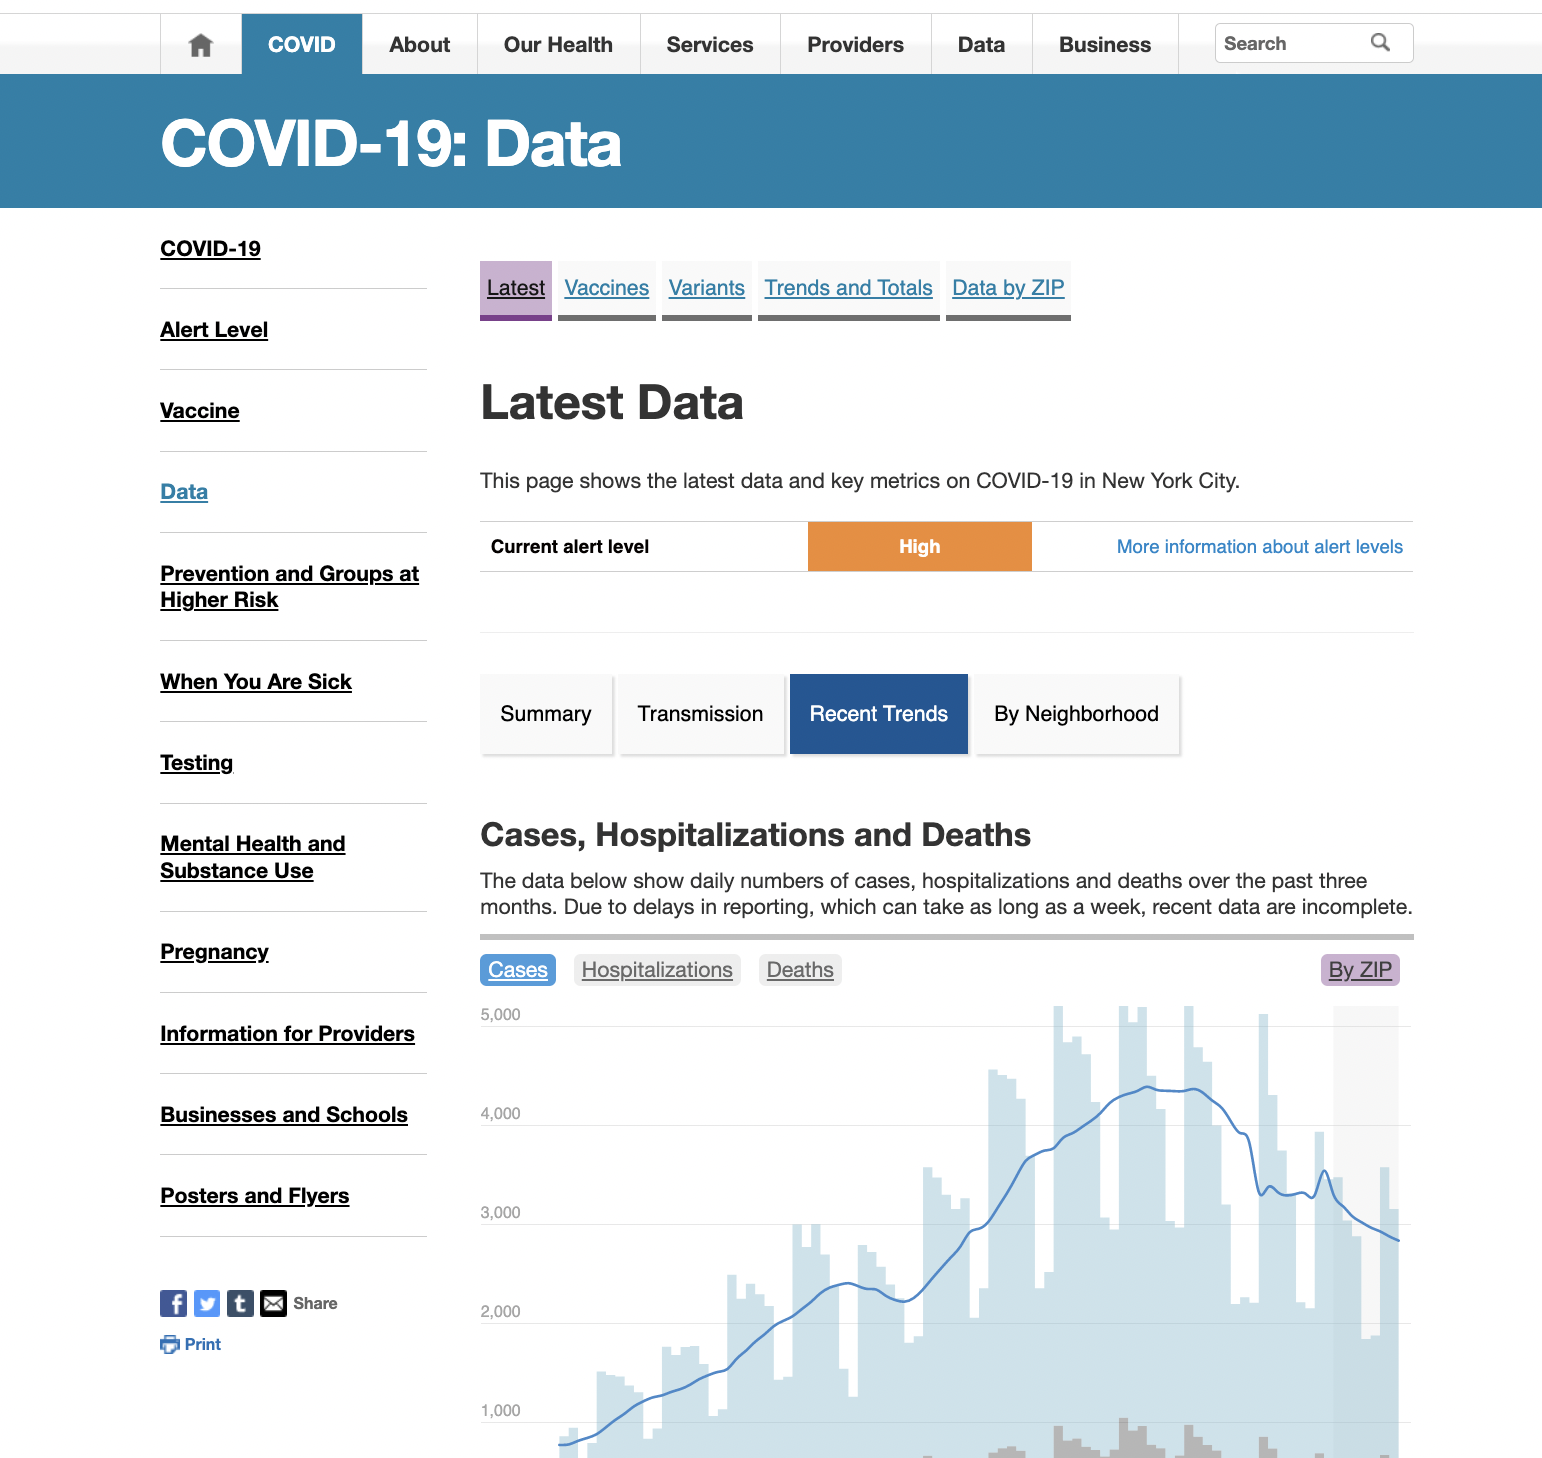 COVID
About
Our Health
Services
Providers
Data
Business
Search
COVID-19: Data
COVID-19
Alert Level
Vaccine
Data
Prevention and Groups at
Higher Risk
When You Are Sick
Testing
Mental Health and
Substance Use
Pregnancy
Information for Providers
Businesses and Schools
Posters and Flyers
Share
Print
Latest
Vaccines
Variants
Trends and Totals
Data by ZIP
Latest Data
This page shows the latest data and key metrics on COVID-19 in New York City.
Current alert level
High
More information about alert levels
Summary
Transmission
Recent Trends
By Neighborhood
Cases, Hospitalizations and Deaths
The data below show daily numbers of cases, hospitalizations and deaths over the past three
months. Due to delays in reporting, which can take as long as a week, recent data are incomplete.
Cases
Hospitalizations
Deaths
By ZIP
5,000
4,000
3,000
2,000
1,000